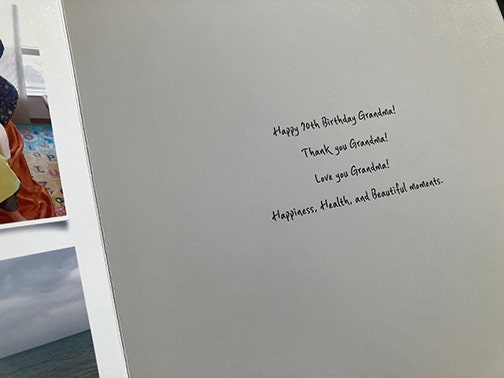 Happy 70th Birthday Grandma!
Thank you Grandma!
Love you Grandma!
Happiness, Health, and Beautiful moments.